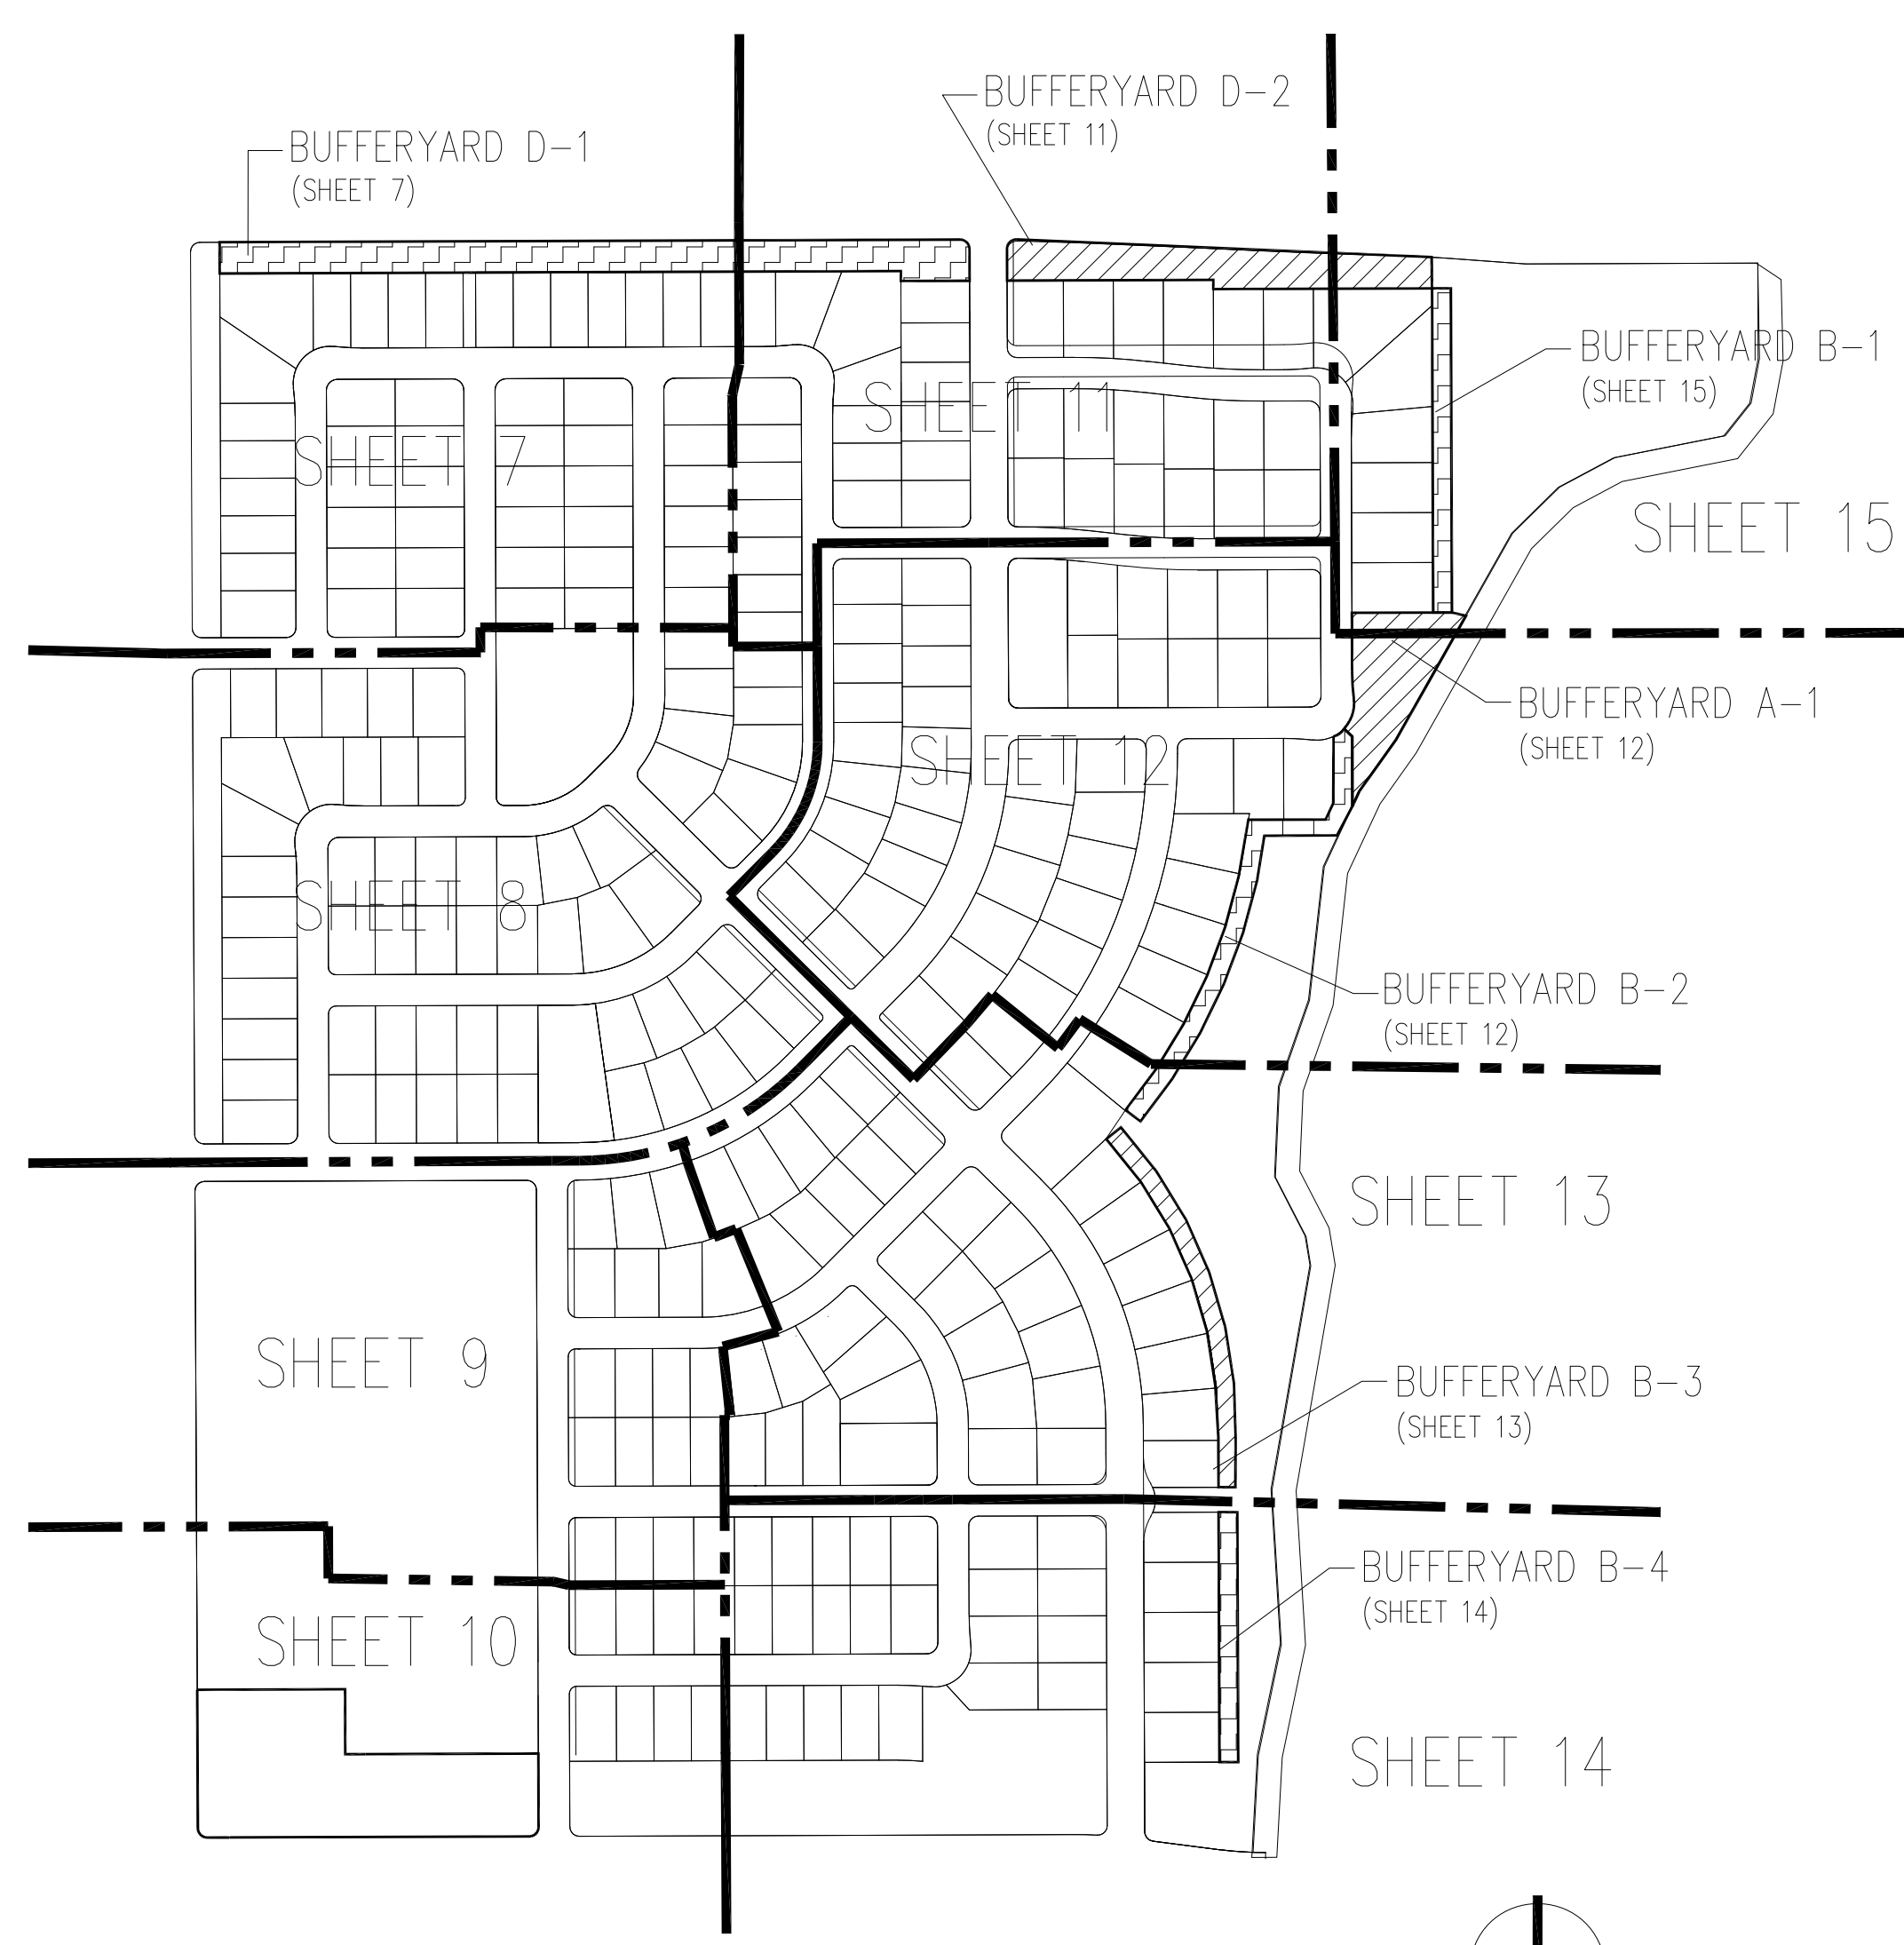 BUFFERYARD D-2
(SHEET 11)
BUFFERYARD D-1
(SHEET 7)
BUFFERYARD B-1
(SHEET 15)
SHEET 11
SHEET 7
SHEET 15
BUFFERYARD A-1
(SHEET 12)
SHEET 12
SHEET 8
BUFFERYARD B-2
(SHEET 12)
SHEET 13
SHEET 9
BUFFERYARD B-3
(SHEET 13)
BUFFERYARD B-4
(SHEET 14)
SHEET 10
SHEET 14